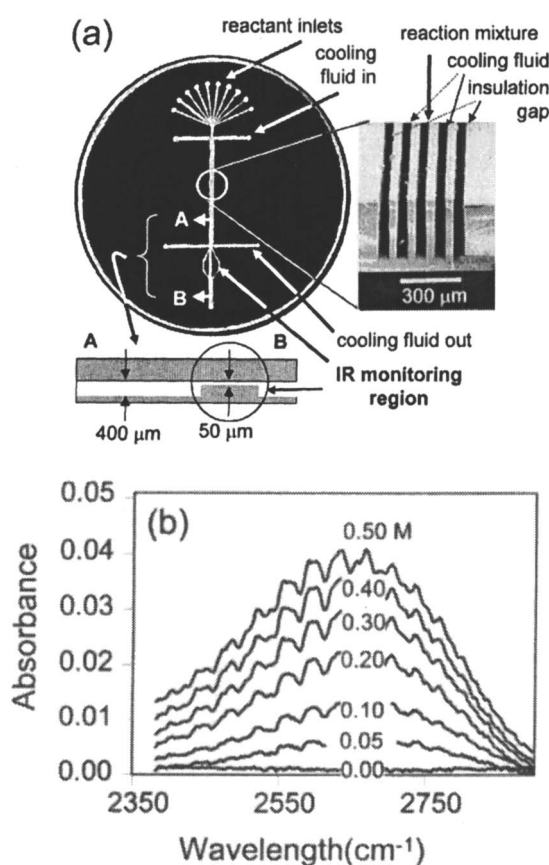 (a)
reactant inlets
cooling
fluid in
reaction mixture
cooling fluid
insulation
gap
A
B
300 μm
cooling fluid out
A
B
IR monitoring
region
400 μm
50 μm
(b)
0.05
0.04
0.03
0.02
0.01
0.00
Absorbance
0.50 M
0.40
0.30
0.20
0.10
0.05
0.00
2350
2550
2750
Wavelength(cm⁻¹)